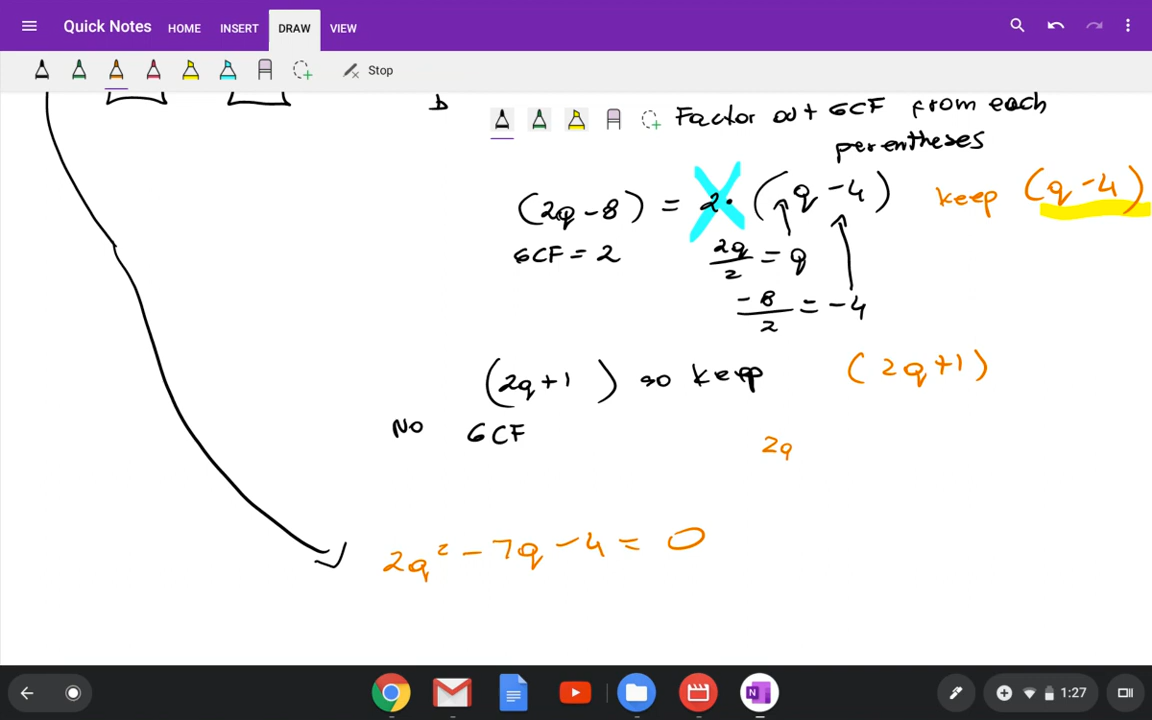 Quick Notes HOME INSERT DRAW VIEW
Stop
b
Factor out GCF from each
perentheses
(2q - 8) = 2 · (q - 4) keep (q - 4)
GCF = 2 2q/2 = q
-8/2 = -4
(2q + 1) so keep (2q + 1)
No GCF
2q
2q² - 7q - 4 = 0
1:27